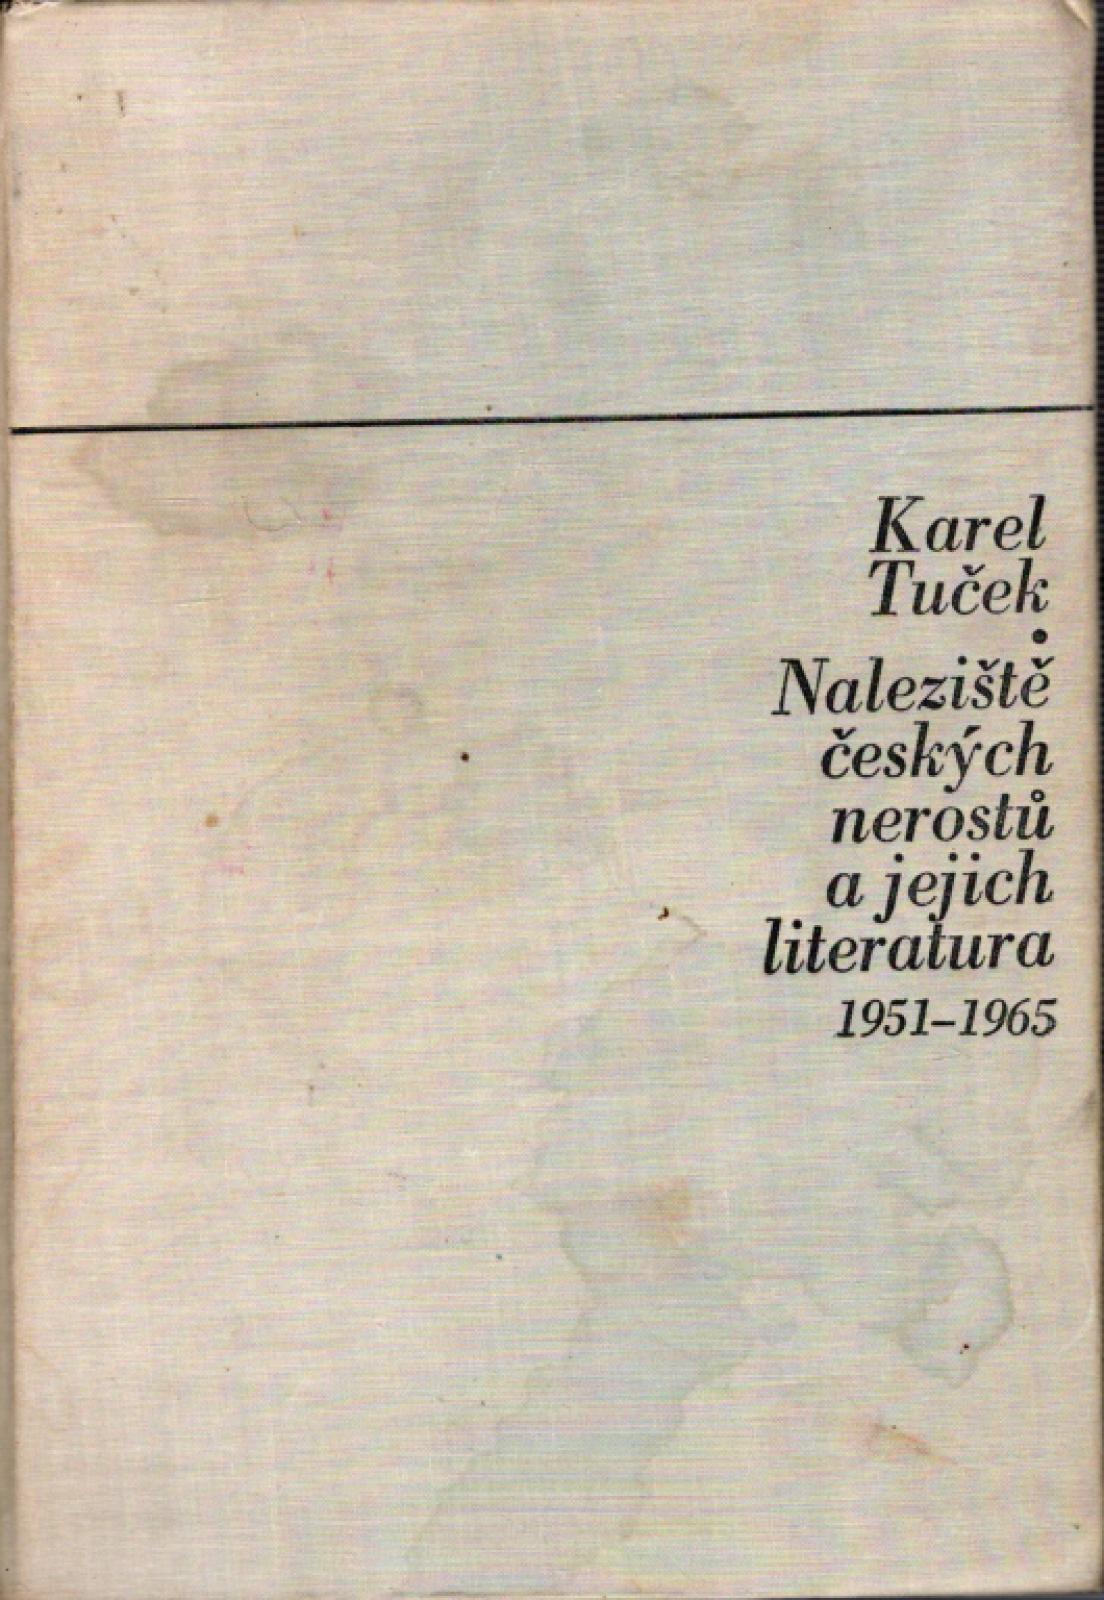 Karel
Tuček
•
Naleziště
českých
nerostů
a jejich
literatura
1951–1965